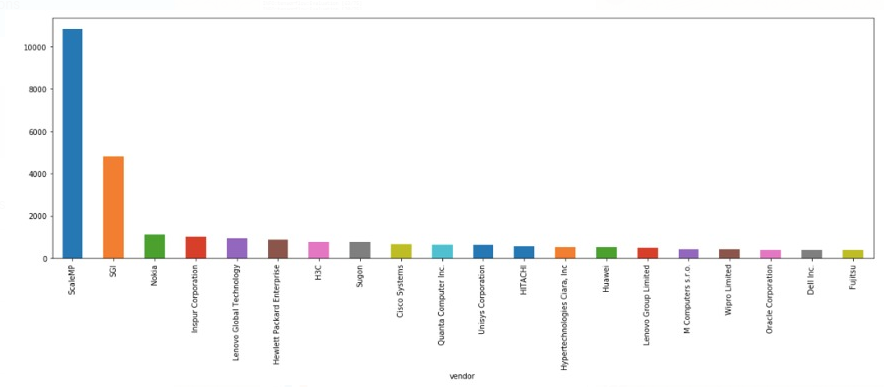 10000
8000
6000
4000
2000
0
ScaleMP
SGI
Nokia
Inspur Corporation
Lenovo Global Technology
Hewlett Packard Enterprise
H3C
Sugon
Cisco Systems
Quanta Computer Inc.
Unisys Corporation
HITACHI
Hypertechnologies Ciara, Inc
Huawei
Lenovo Group Limited
M Computers s.r.o.
Wipro Limited
Oracle Corporation
Dell Inc.
Fujitsu
vendor